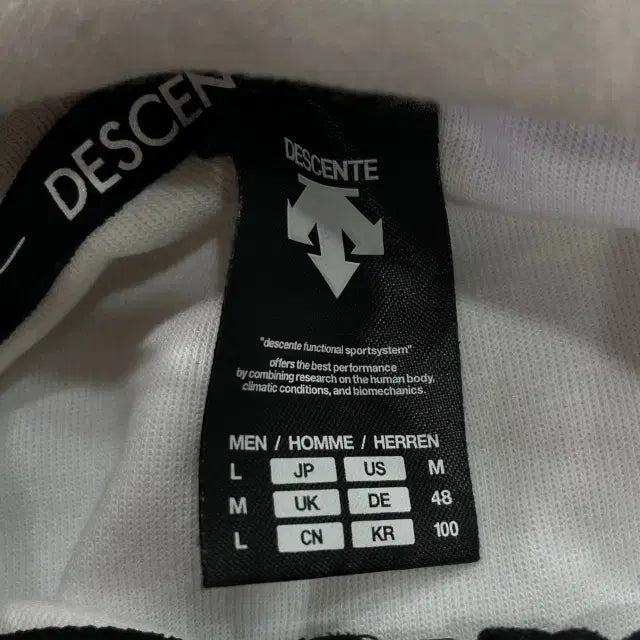 DESCEN
DESCENTE
"descente functional sportsystem"
offers the best performance
by combining research on the human body,
climatic conditions, and biomechanics.
MEN / HOMME / HERREN
L JP US M
M UK DE 48
L CN KR 100